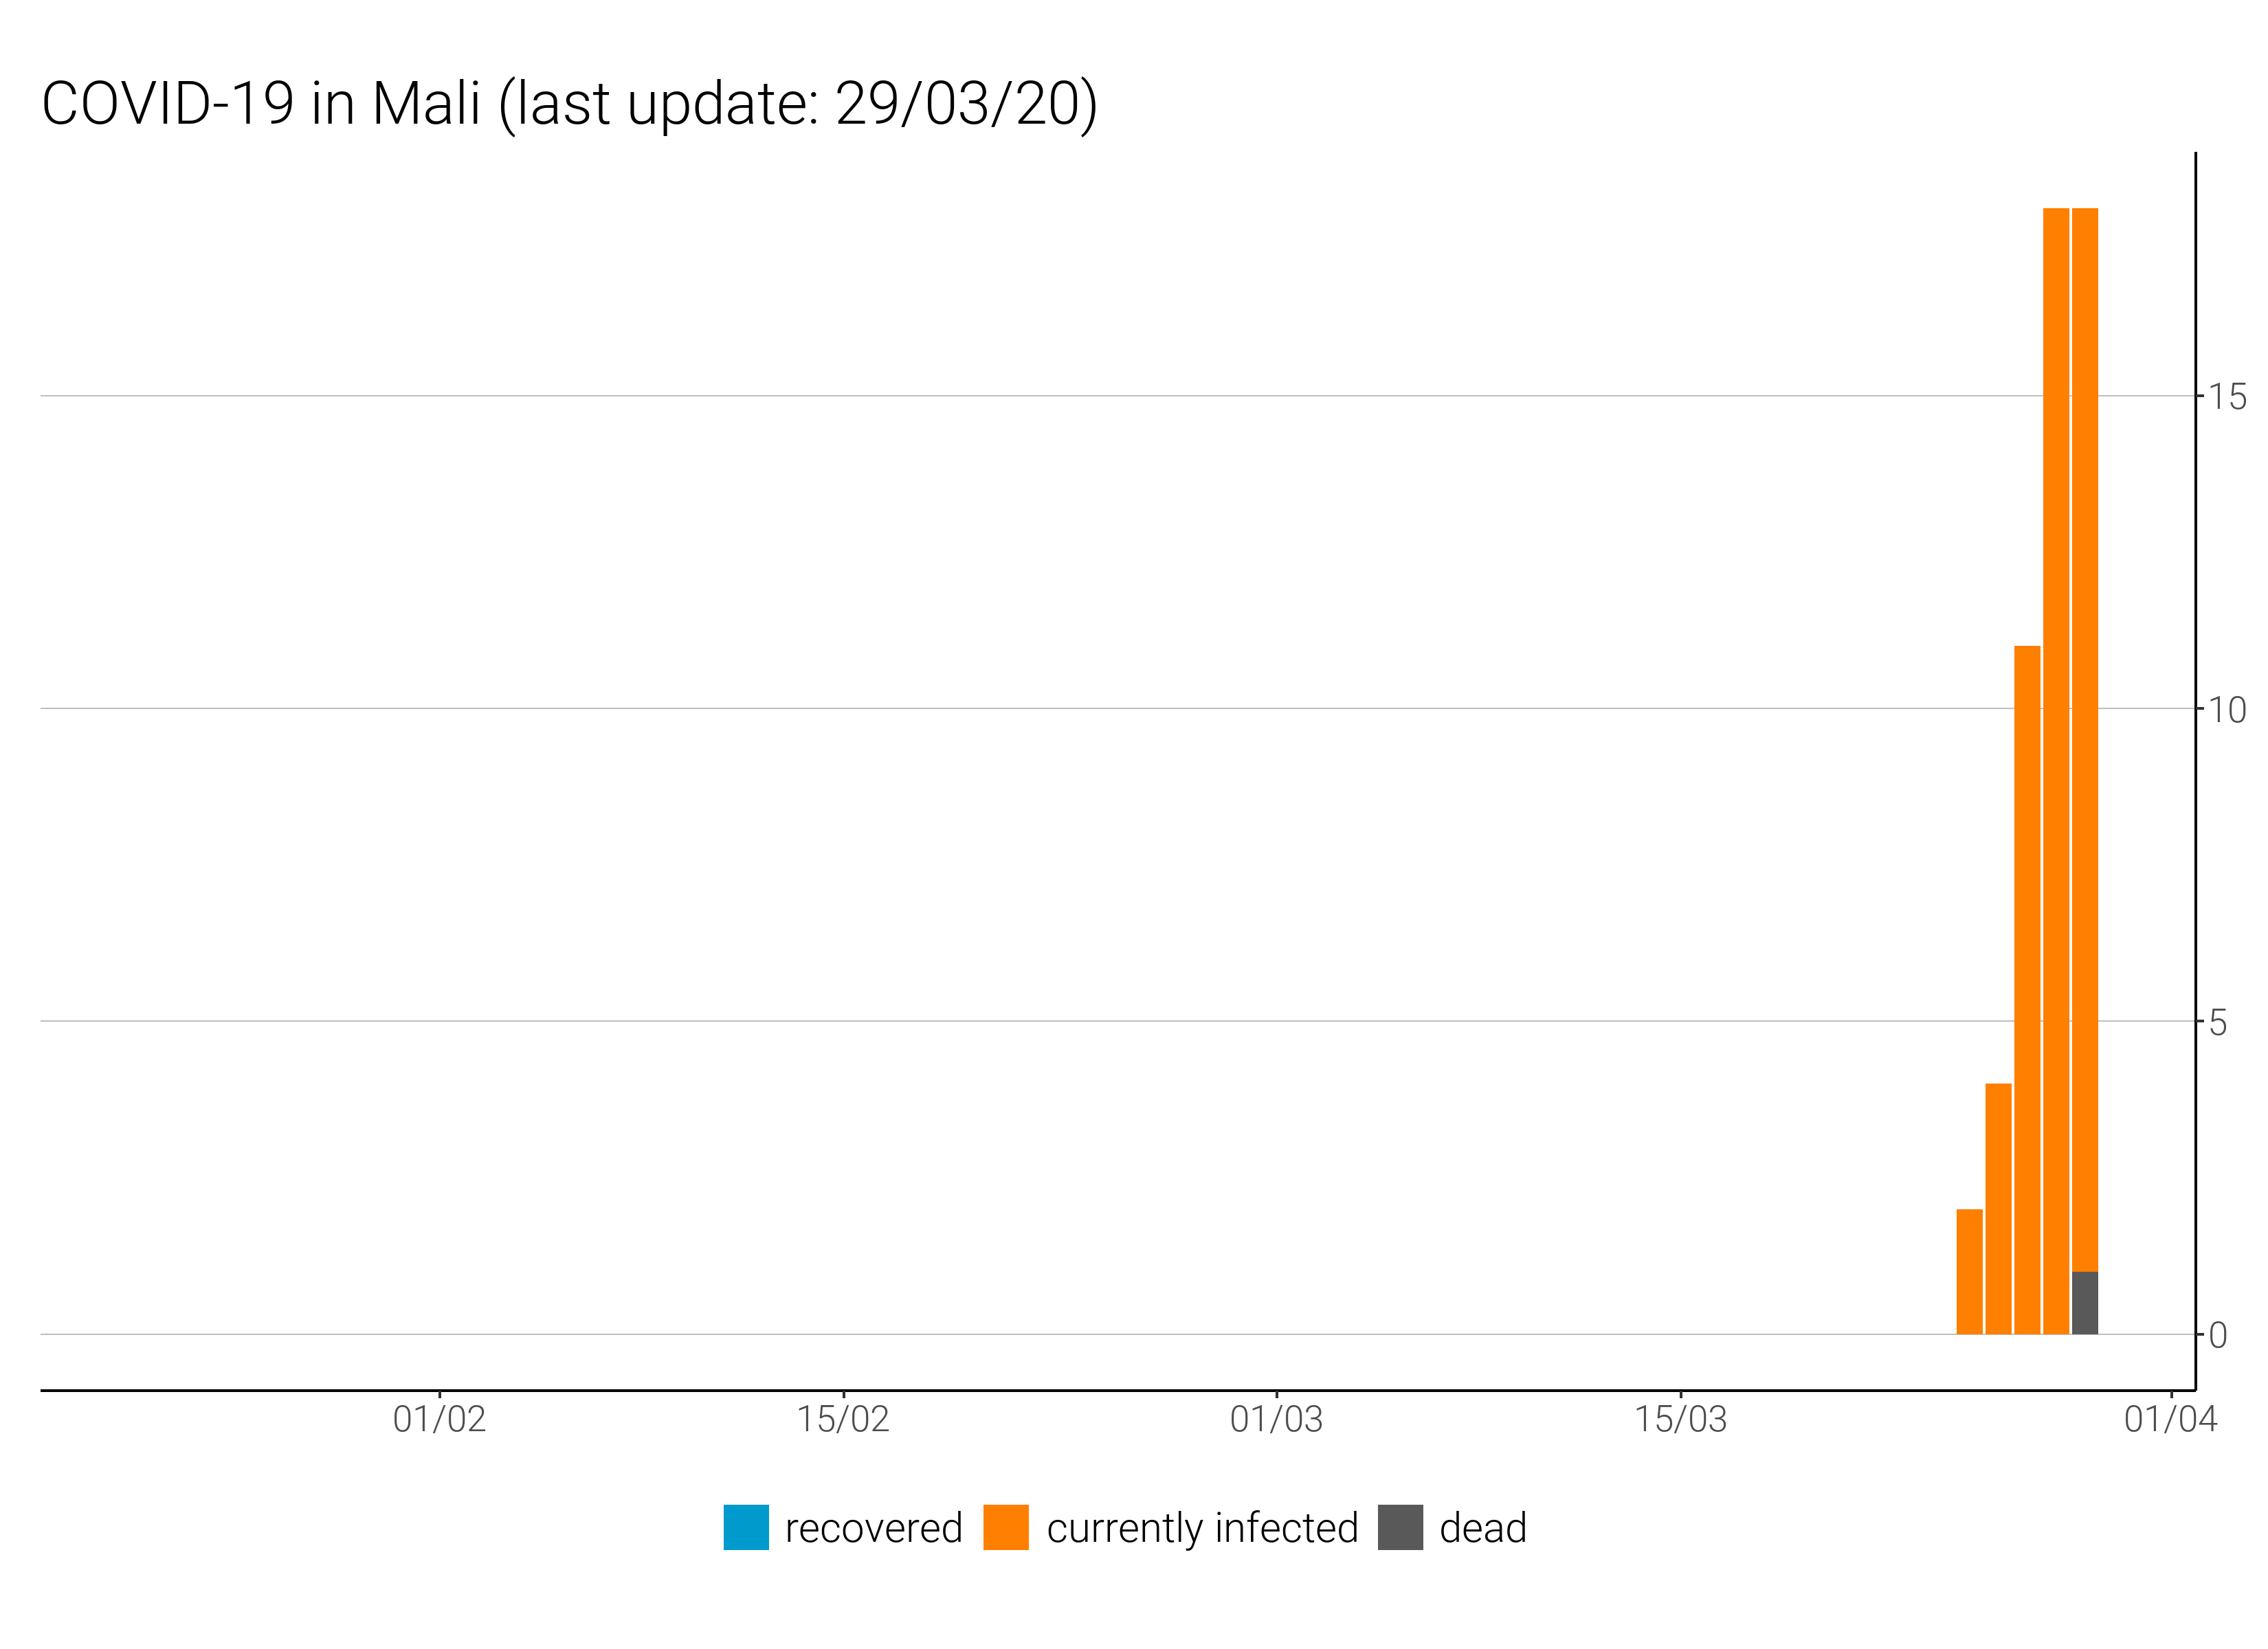 COVID-19 in Mali (last update: 29/03/20)
15
10
5
0
01/02 15/02 01/03 15/03 01/04
recovered currently infected dead